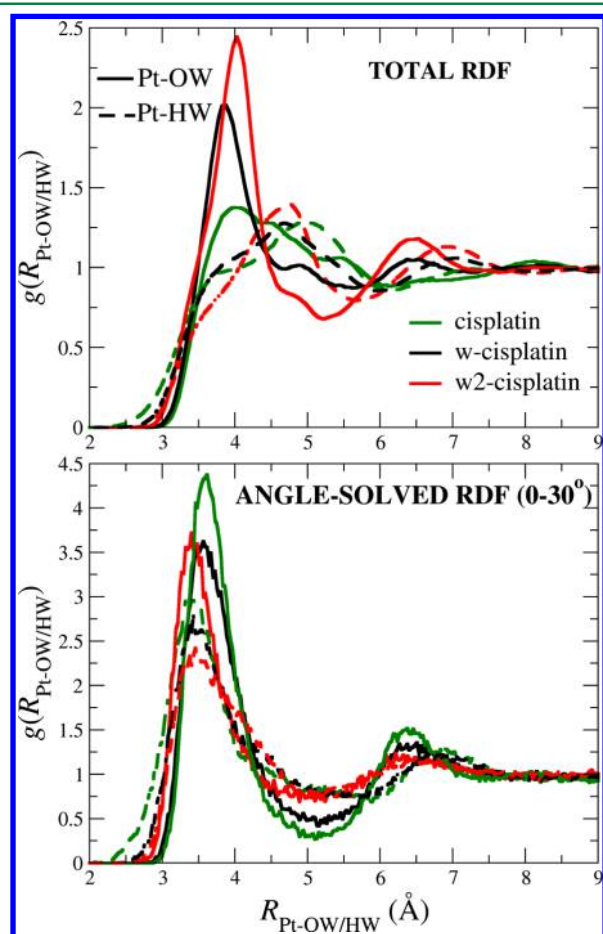 2.5
TOTAL RDF
Pt-OW
Pt-HW
2
1.5
g(R_Pt-OW/HW)
1
cisplatin
0.5
w-cisplatin
w2-cisplatin
0
2 3 4 5 6 7 8 9
4.5
ANGLE-SOLVED RDF (0-30°)
4
3.5
3
2.5
g(R_Pt-OW/HW)
2
1.5
1
0.5
0
2 3 4 5 6 7 8 9
R_Pt-OW/HW (Å)